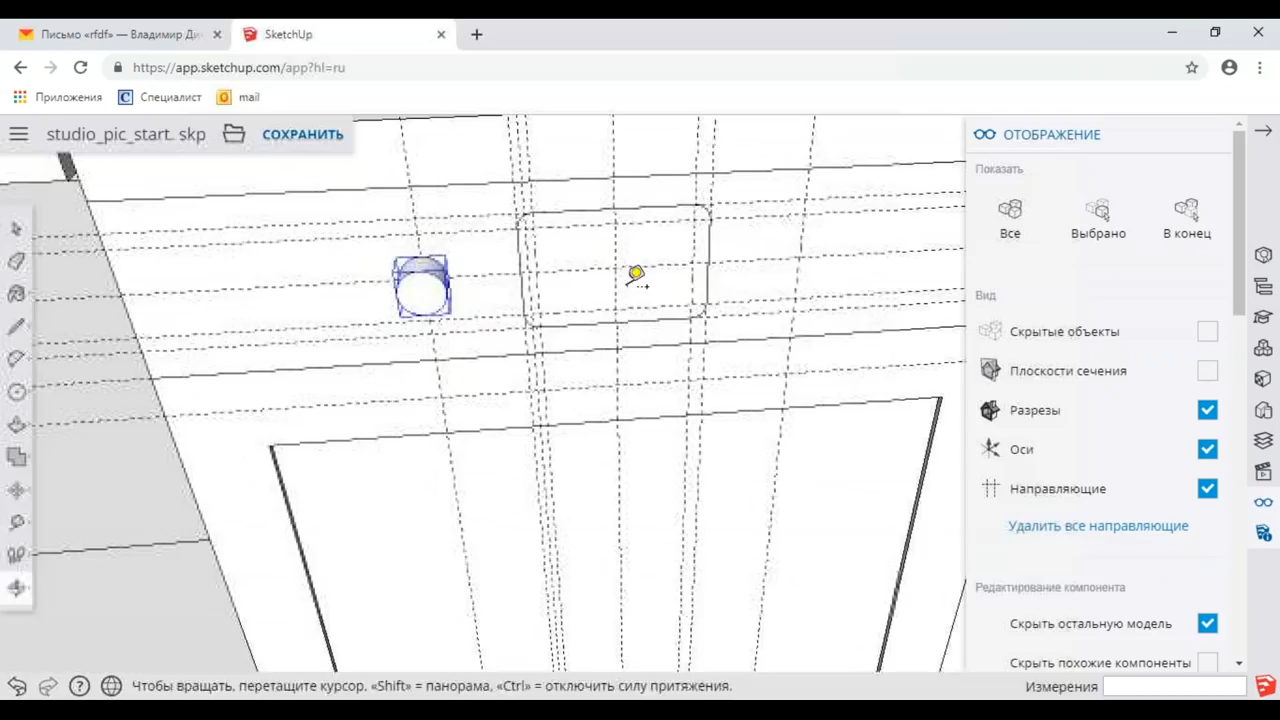 Письмо «rfdf» — Владимир Ди
SketchUp
https://app.sketchup.com/app?hl=ru
Приложения
Специалист
mail
studio_pic_start. skp
СОХРАНИТЬ
ОТОБРАЖЕНИЕ
Показать
Все
Выбрано
В конец
Вид
Скрытые объекты
Плоскости сечения
Разрезы
Оси
Направляющие
Удалить все направляющие
Редактирование компонента
Скрыть остальную модель
Скрыть похожие компоненты
Чтобы вращать, перетащите курсор. «Shift» = панорама, «Ctrl» = отключить силу притяжения.
Измерения